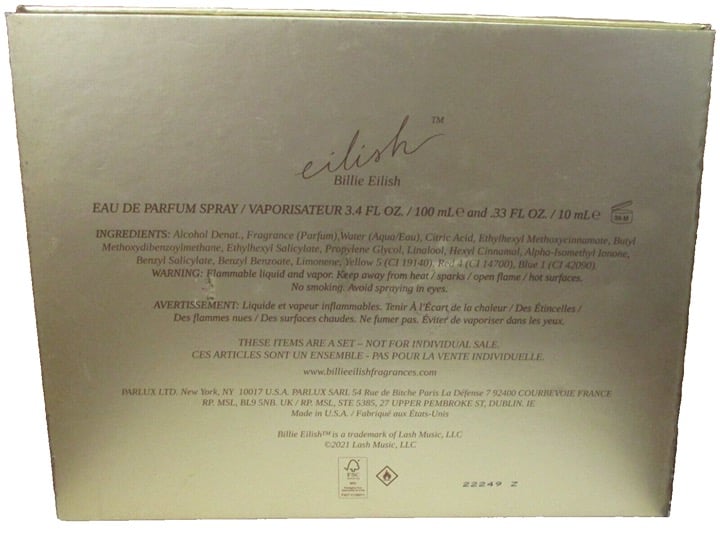 eilish™
Billie Eilish
EAU DE PARFUM SPRAY / VAPORISATEUR 3.4 FL OZ. / 100 mL℮ and .33 FL OZ. / 10 mL℮
INGREDIENTS: Alcohol Denat., Fragrance (Parfum),Water (Aqua/Eau), Citric Acid, Ethylhexyl Methoxycinnamate, Butyl
Methoxydibenzoylmethane, Ethylhexyl Salicylate, Propylene Glycol, Linalool, Hexyl Cinnamal, Alpha-Isomethyl Ionone,
Benzyl Salicylate, Benzyl Benzoate, Limonene, Yellow 5 (CI 19140), Red 4 (CI 14700), Blue 1 (CI 42090).
WARNING: Flammable liquid and vapor. Keep away from heat / sparks / open flame / hot surfaces.
No smoking. Avoid spraying in eyes.
AVERTISSEMENT: Liquide et vapeur inflammables. Tenir À l'Écart de la chaleur / Des Étincelles /
Des flammes nues / Des surfaces chaudes. Ne fumer pas. Éviter de vaporiser dans les yeux.
THESE ITEMS ARE A SET – NOT FOR INDIVIDUAL SALE.
CES ARTICLES SONT UN ENSEMBLE - PAS POUR LA VENTE INDIVIDUELLE.
www.billieeilishfragrances.com
PARLUX LTD. New York, NY 10017 U.S.A. PARLUX SARL 54 Rue de Bitche Paris La Défense 7 92400 COURBEVOIE FRANCE
RP. MSL, BL9 5NB. UK / RP. MSL, STE 5385, 27 UPPER PEMBROKE ST, DUBLIN. IE
Made in U.S.A. / Fabriqué aux États-Unis
Billie Eilish™ is a trademark of Lash Music, LLC
©2021 Lash Music, LLC
FSC
22249 Z